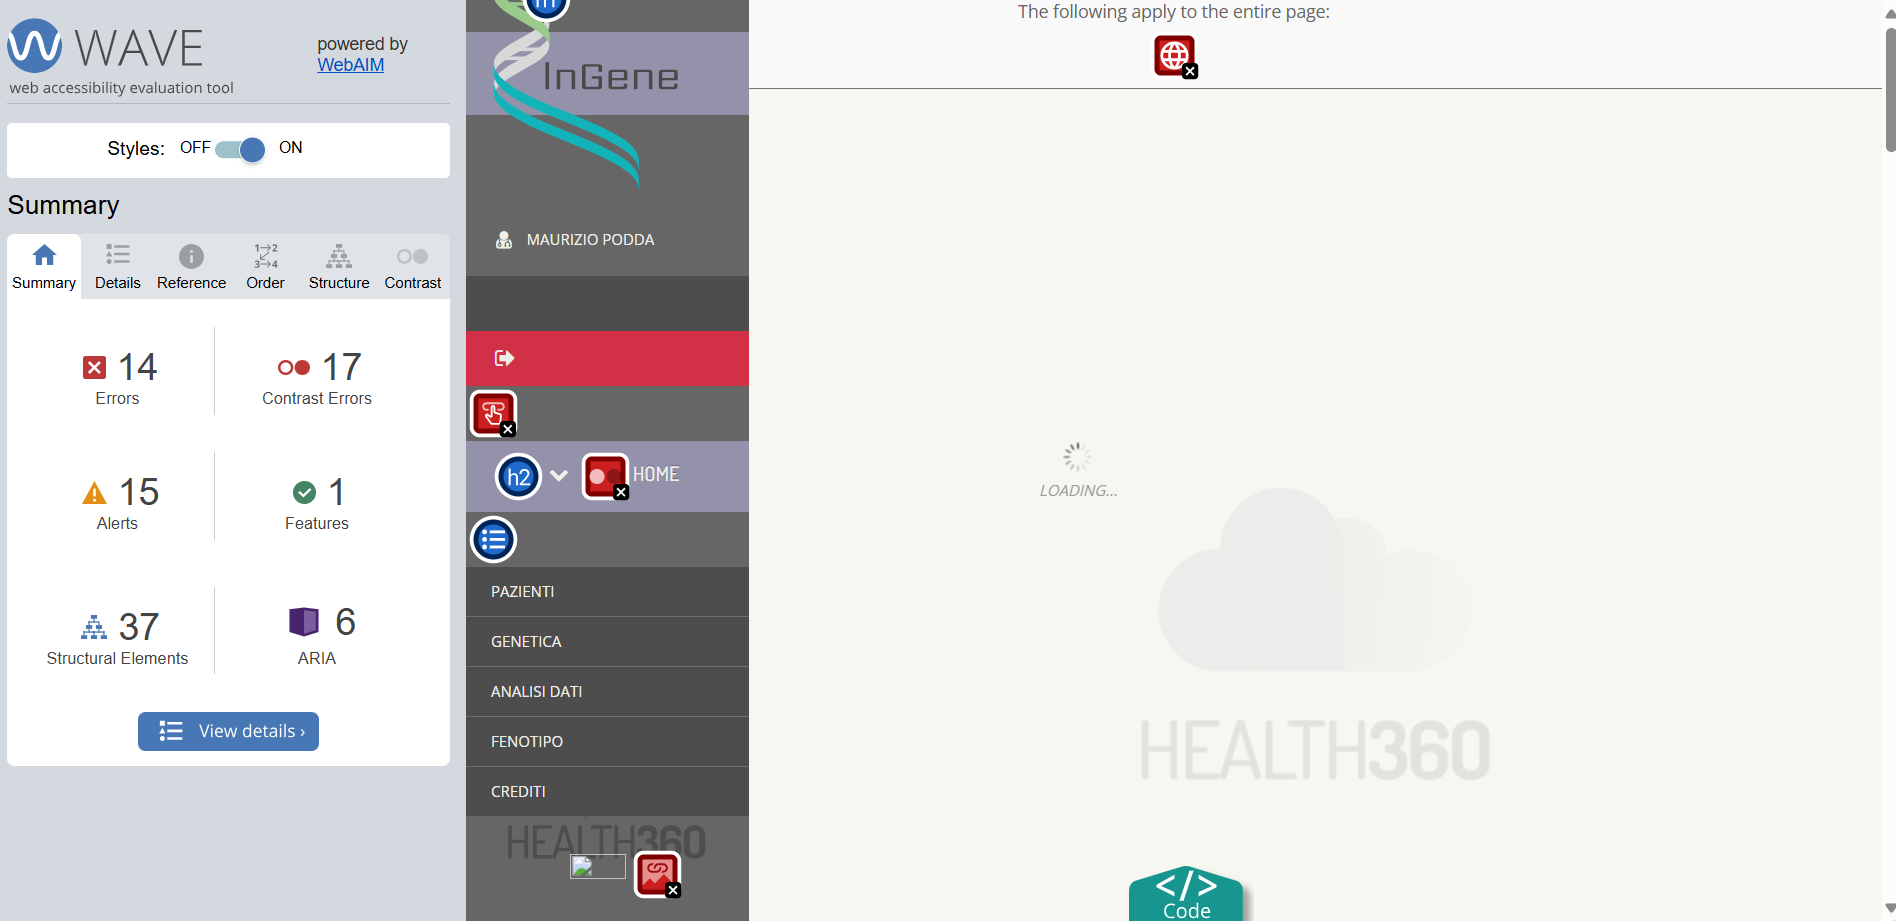 WAVE
powered by
WebAIM
web accessibility evaluation tool
Styles: OFF ON
Summary
Summary Details Reference Order Structure Contrast
14
Errors
17
Contrast Errors
15
Alerts
1
Features
37
Structural Elements
6
ARIA
View details ›
InGene
MAURIZIO PODDA
h2 HOME
PAZIENTI
GENETICA
ANALISI DATI
FENOTIPO
CREDITI
HEALTH360
The following apply to the entire page:
LOADING...
HEALTH360
</>
Code